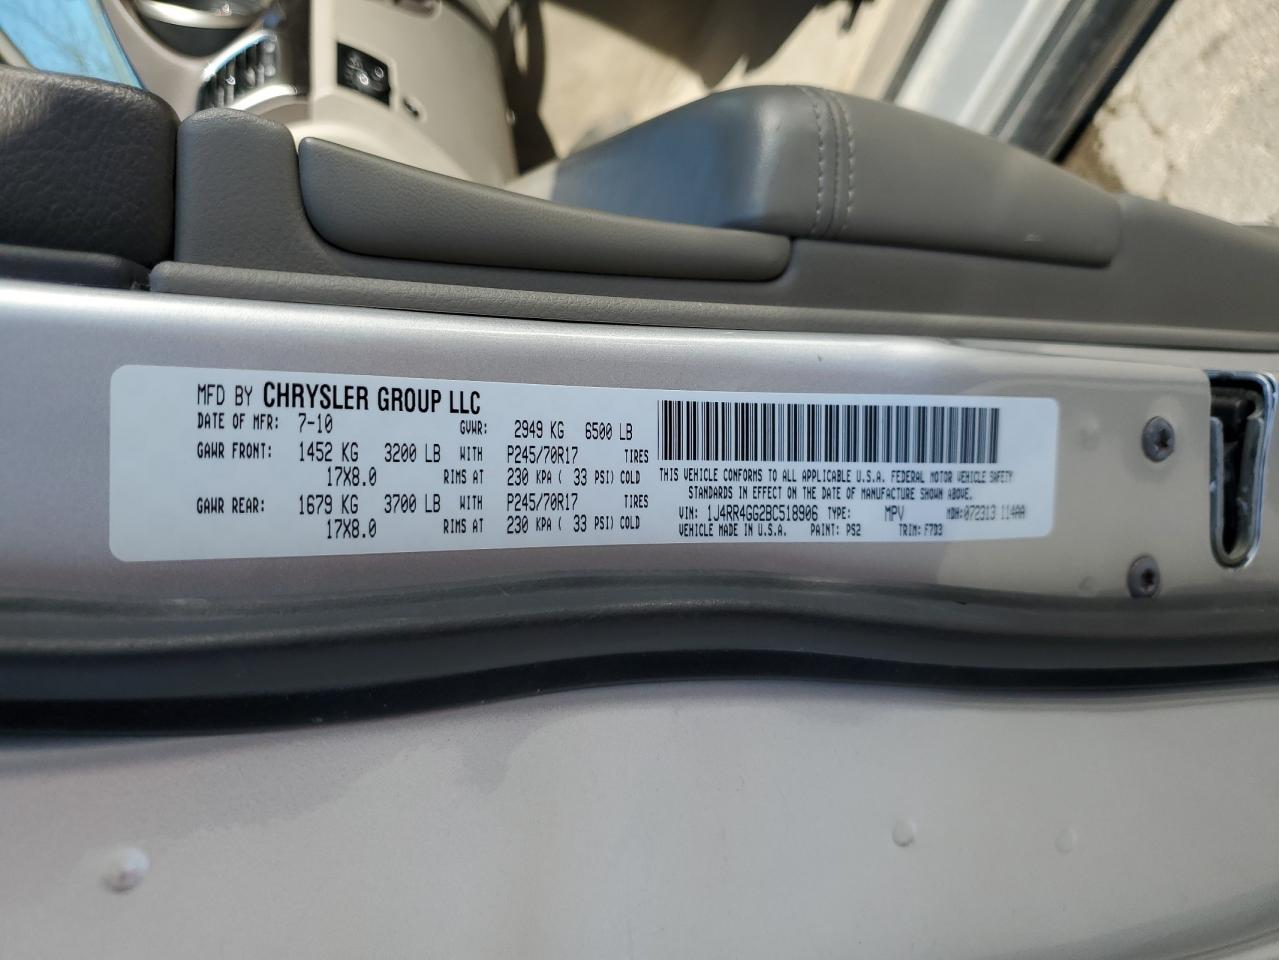 MFD BY CHRYSLER GROUP LLC
DATE OF MFR: 7-10 GVWR: 2949 KG 6500 LB
GAWR FRONT: 1452 KG 3200 LB WITH P245/70R17 TIRES
17X8.0 RIMS AT 230 KPA ( 33 PSI) COLD
GAWR REAR: 1679 KG 3700 LB WITH P245/70R17 TIRES
17X8.0 RIMS AT 230 KPA ( 33 PSI) COLD
THIS VEHICLE CONFORMS TO ALL APPLICABLE U.S.A. FEDERAL MOTOR VEHICLE SAFETY
STANDARDS IN EFFECT ON THE DATE OF MANUFACTURE SHOWN ABOVE.
VIN: 1J4RR4GG2BC518906 TYPE: MPV MDH:072313 114AA
VEHICLE MADE IN U.S.A. PAINT: PS2 TRIM: F7D3